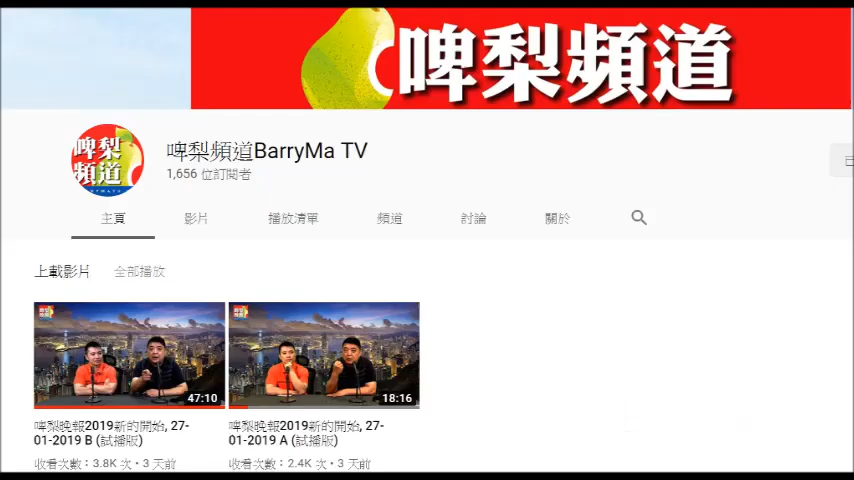 啤梨頻道
啤梨頻道
啤梨頻道BarryMa TV
1,656 位訂閱者
主頁 影片 播放清單 頻道 討論 關於
上載影片 全部播放
47:10 18:16
啤梨晚報2019新的開始, 27-
01-2019 B (試播版)
收看次數：3.8K 次 • 3 天前
啤梨晚報2019新的開始, 27-
01-2019 A (試播版)
收看次數：2.4K 次 • 3 天前